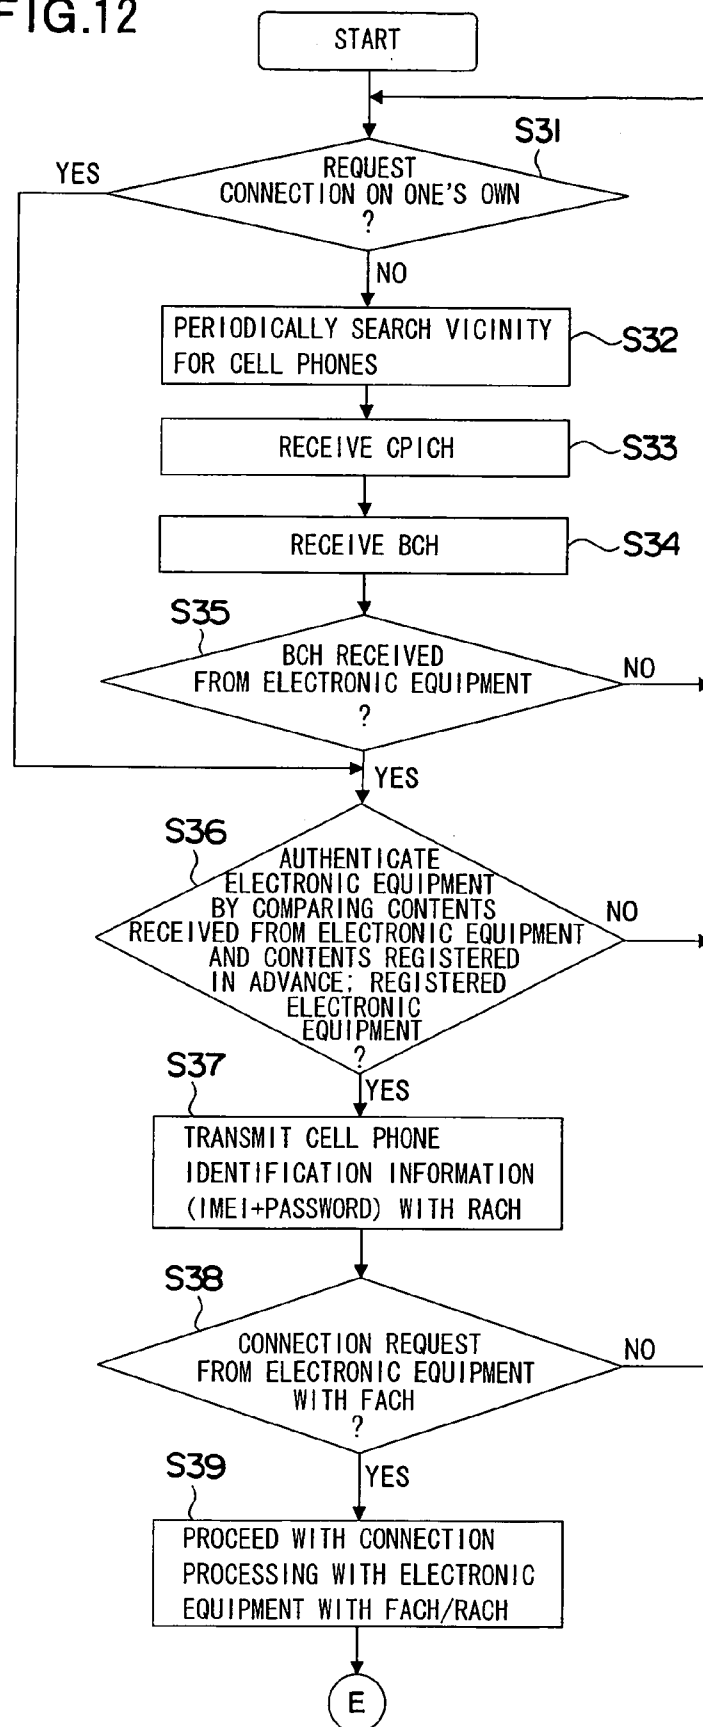 FIG.12
START
S31
YES
REQUEST
CONNECTION ON ONE'S OWN
?
NO
PERIODICALLY SEARCH VICINITY
FOR CELL PHONES
S32
RECEIVE CPICH
S33
RECEIVE BCH
S34
S35
BCH RECEIVED
FROM ELECTRONIC EQUIPMENT
?
NO
YES
S36
AUTHENTICATE
ELECTRONIC EQUIPMENT
BY COMPARING CONTENTS
RECEIVED FROM ELECTRONIC EQUIPMENT
AND CONTENTS REGISTERED
IN ADVANCE; REGISTERED
ELECTRONIC
EQUIPMENT
?
NO
S37
YES
TRANSMIT CELL PHONE
IDENTIFICATION INFORMATION
(IMEI+PASSWORD) WITH RACH
S38
CONNECTION REQUEST
FROM ELECTRONIC EQUIPMENT
WITH FACH
?
NO
S39
YES
PROCEED WITH CONNECTION
PROCESSING WITH ELECTRONIC
EQUIPMENT WITH FACH/RACH
E